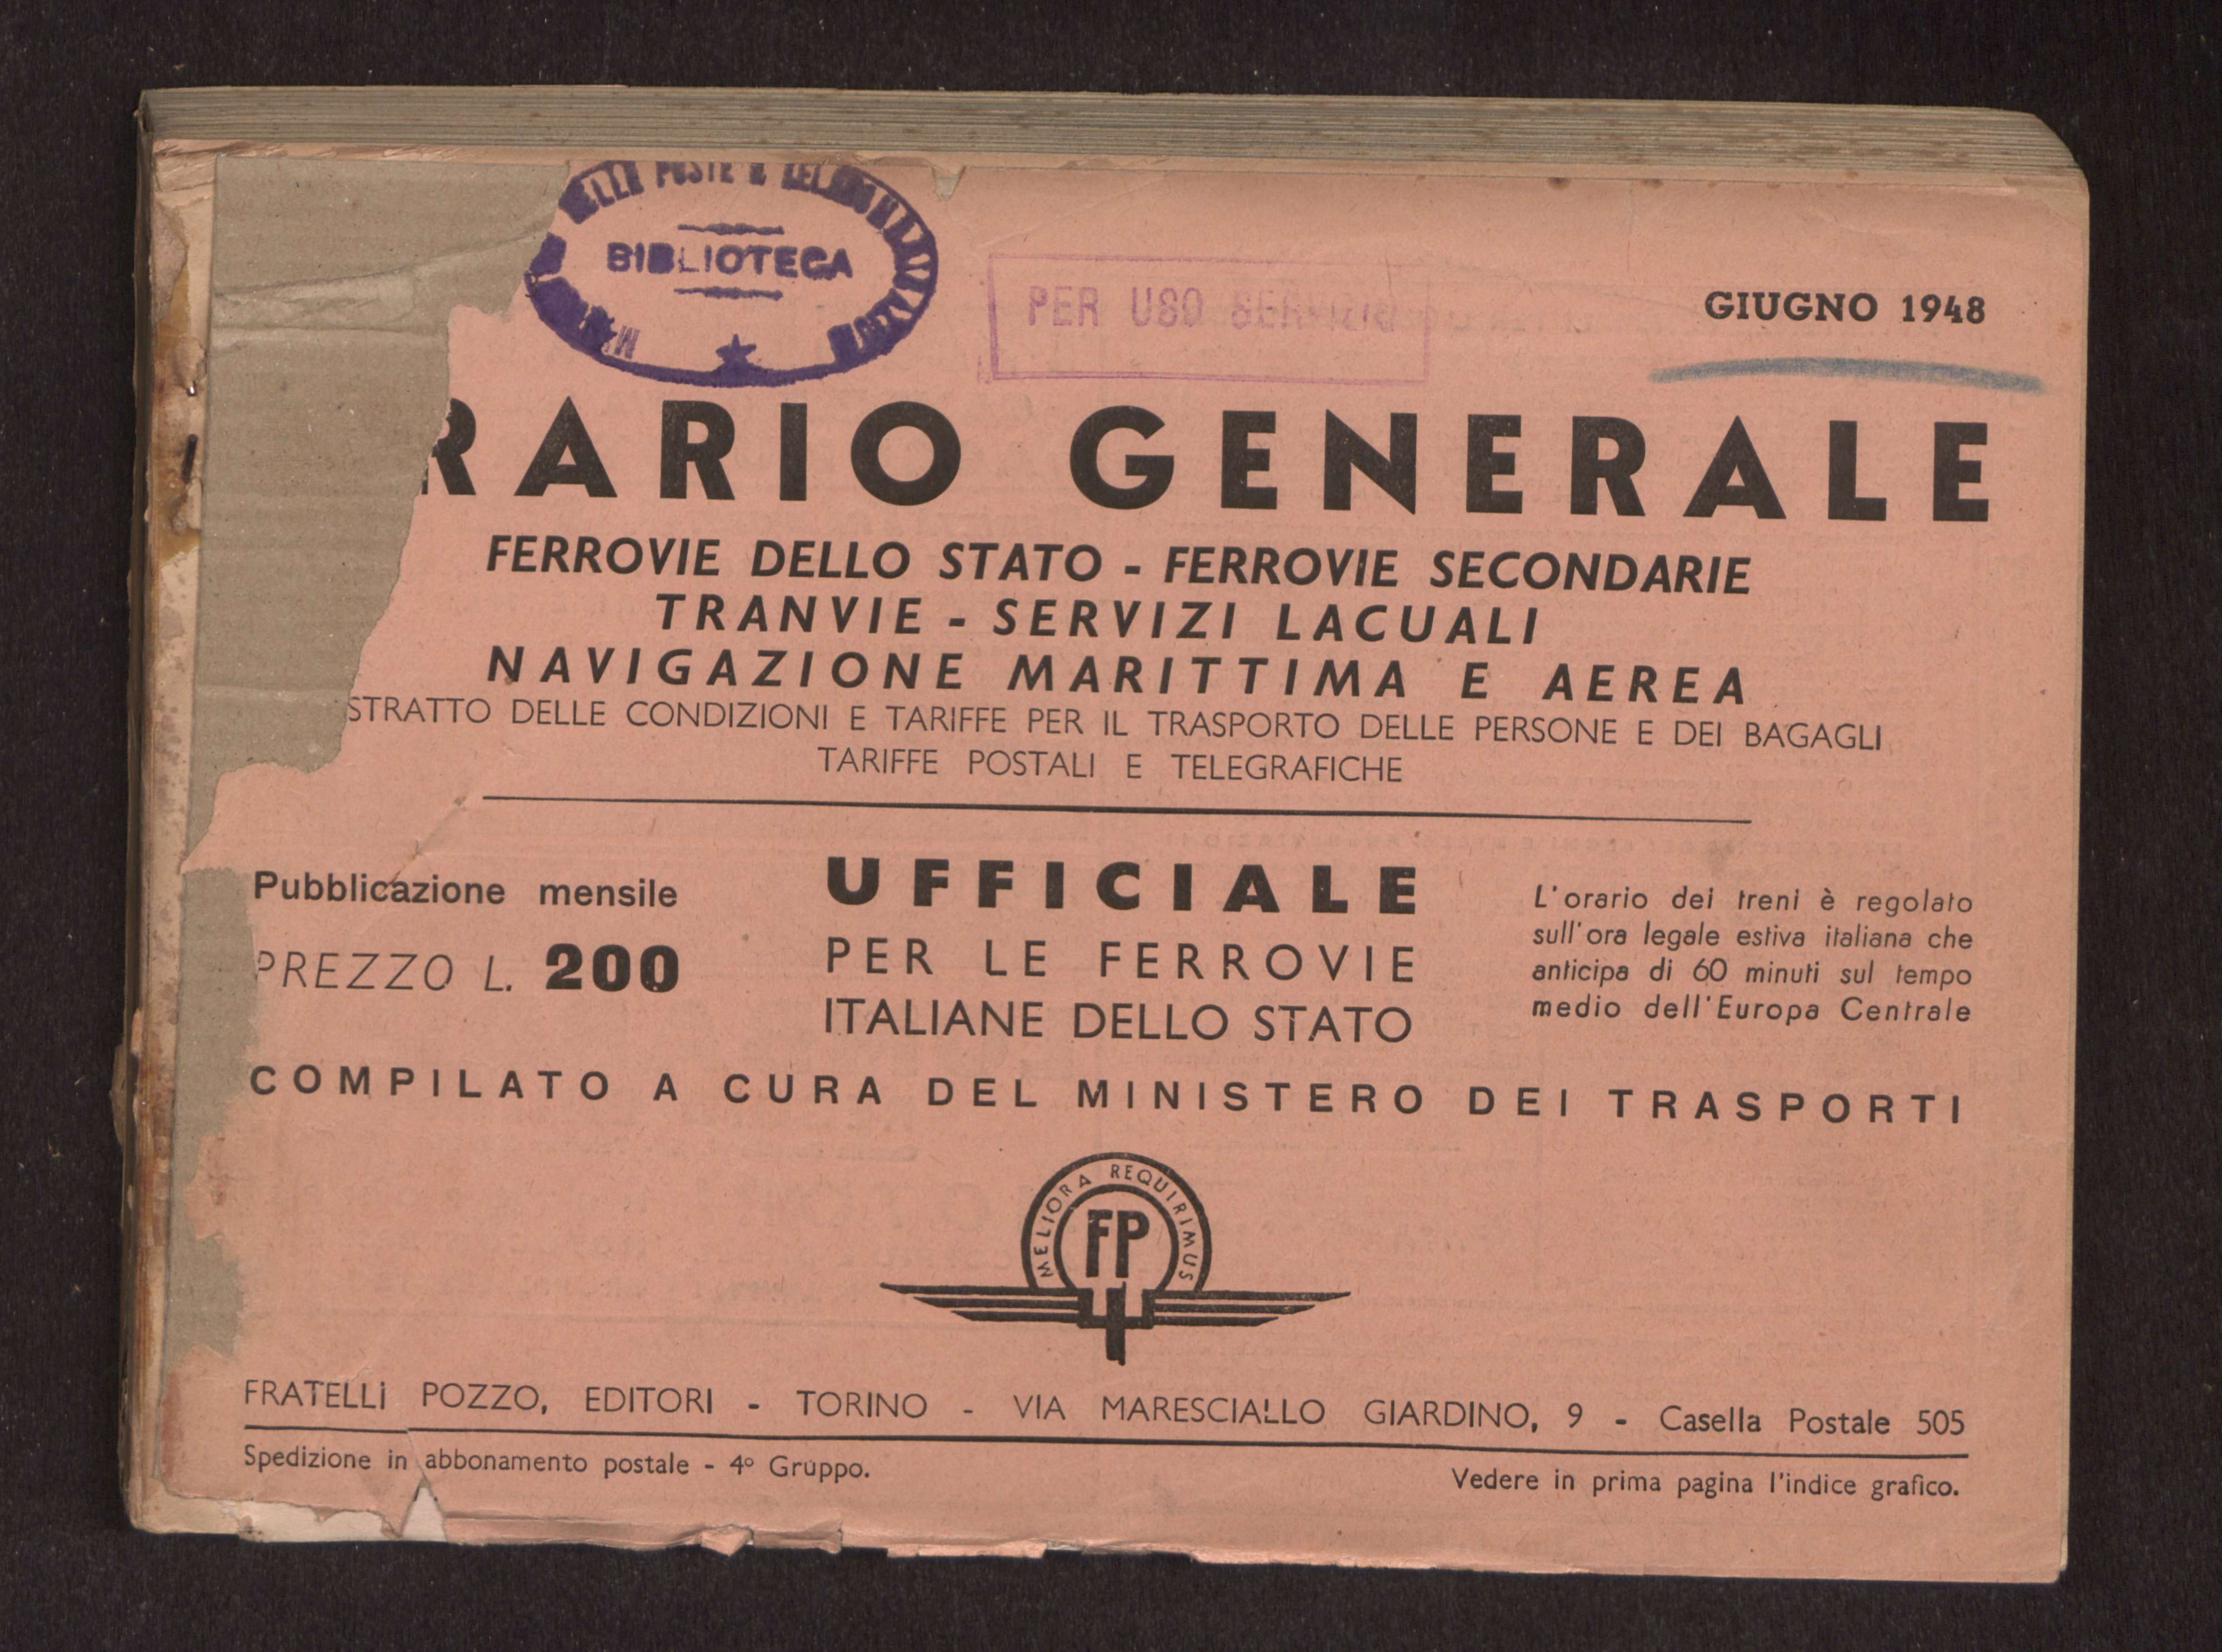 DELLE POSTE E
BIBLIOTECA
PER USO SERVIZIO
GIUGNO 1948
RARIO GENERALE
FERROVIE DELLO STATO - FERROVIE SECONDARIE
TRANVIE - SERVIZI LACUALI
NAVIGAZIONE MARITTIMA E AEREA
STRATTO DELLE CONDIZIONI E TARIFFE PER IL TRASPORTO DELLE PERSONE E DEI BAGAGLI
TARIFFE POSTALI E TELEGRAFICHE
Pubblicazione mensile
PREZZO L. 200
UFFICIALE
PER LE FERROVIE
ITALIANE DELLO STATO
L'orario dei treni è regolato
sull'ora legale estiva italiana che
anticipa di 60 minuti sul tempo
medio dell'Europa Centrale
COMPILATO A CURA DEL MINISTERO DEI TRASPORTI
MELIORA REQUIRIMUS
FP
FRATELLI POZZO, EDITORI - TORINO - VIA MARESCIALLO GIARDINO, 9 - Casella Postale 505
Spedizione in abbonamento postale - 4º Gruppo.
Vedere in prima pagina l'indice grafico.